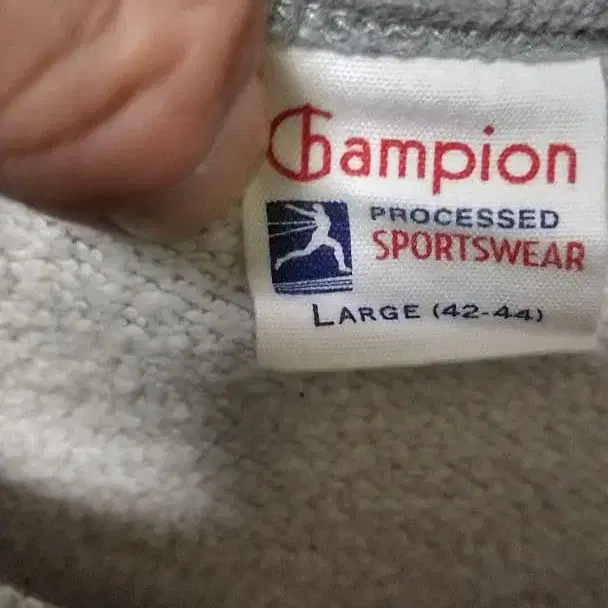 Champion
PROCESSED
SPORTSWEAR
LARGE (42-44)